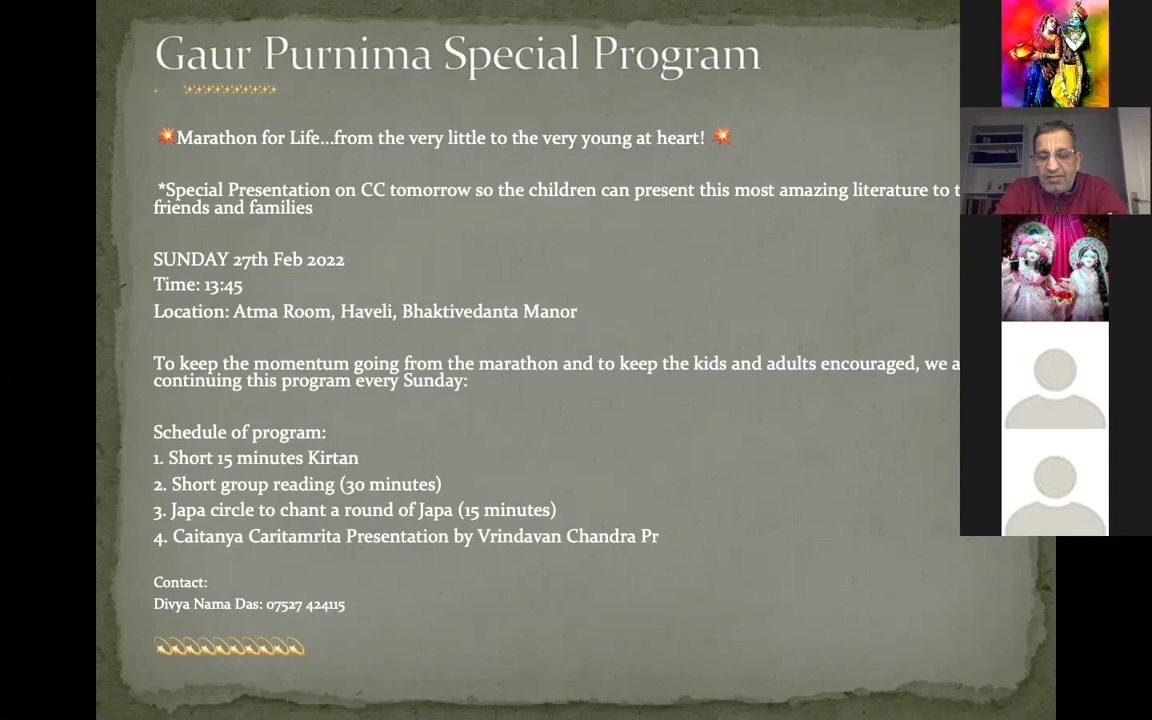 Gaur Purnima Special Program
Marathon for Life...from the very little to the very young at heart!
*Special Presentation on CC tomorrow so the children can present this most amazing literature to
friends and families
SUNDAY 27th Feb 2022
Time: 13:45
Location: Atma Room, Haveli, Bhaktivedanta Manor
To keep the momentum going from the marathon and to keep the kids and adults encouraged, we
continuing this program every Sunday:
Schedule of program:
1. Short 15 minutes Kirtan
2. Short group reading (30 minutes)
3. Japa circle to chant a round of Japa (15 minutes)
4. Caitanya Caritamrita Presentation by Vrindavan Chandra Pr
Contact:
Divya Nama Das: 07527 424115